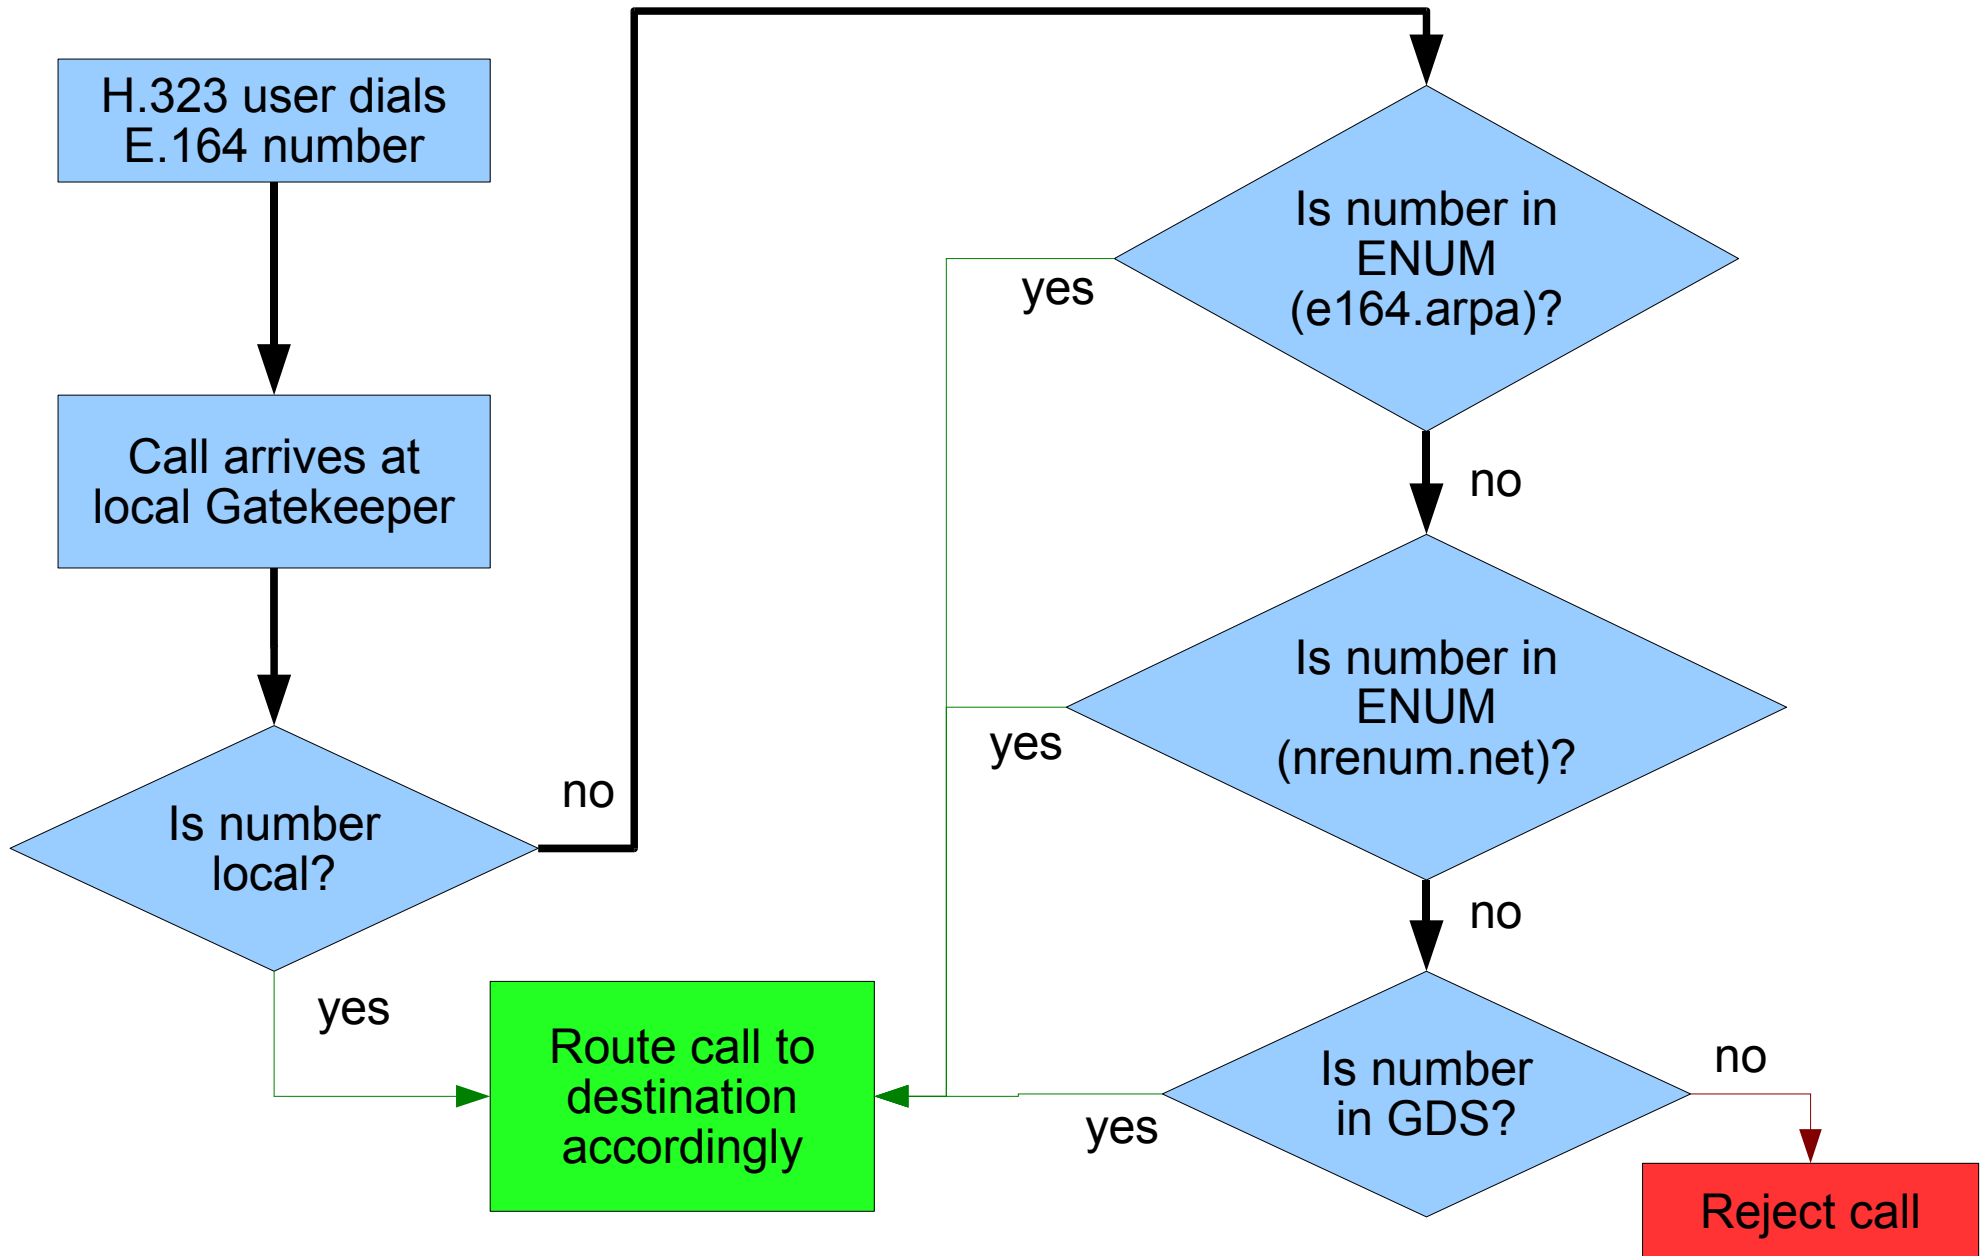 H.323 user dials
E.164 number
Call arrives at
local Gatekeeper
Is number
local?
no
yes
Route call to
destination
accordingly
Is number in
ENUM
(e164.arpa)?
yes
no
Is number in
ENUM
(nrenum.net)?
yes
no
Is number
in GDS?
yes
no
Reject call